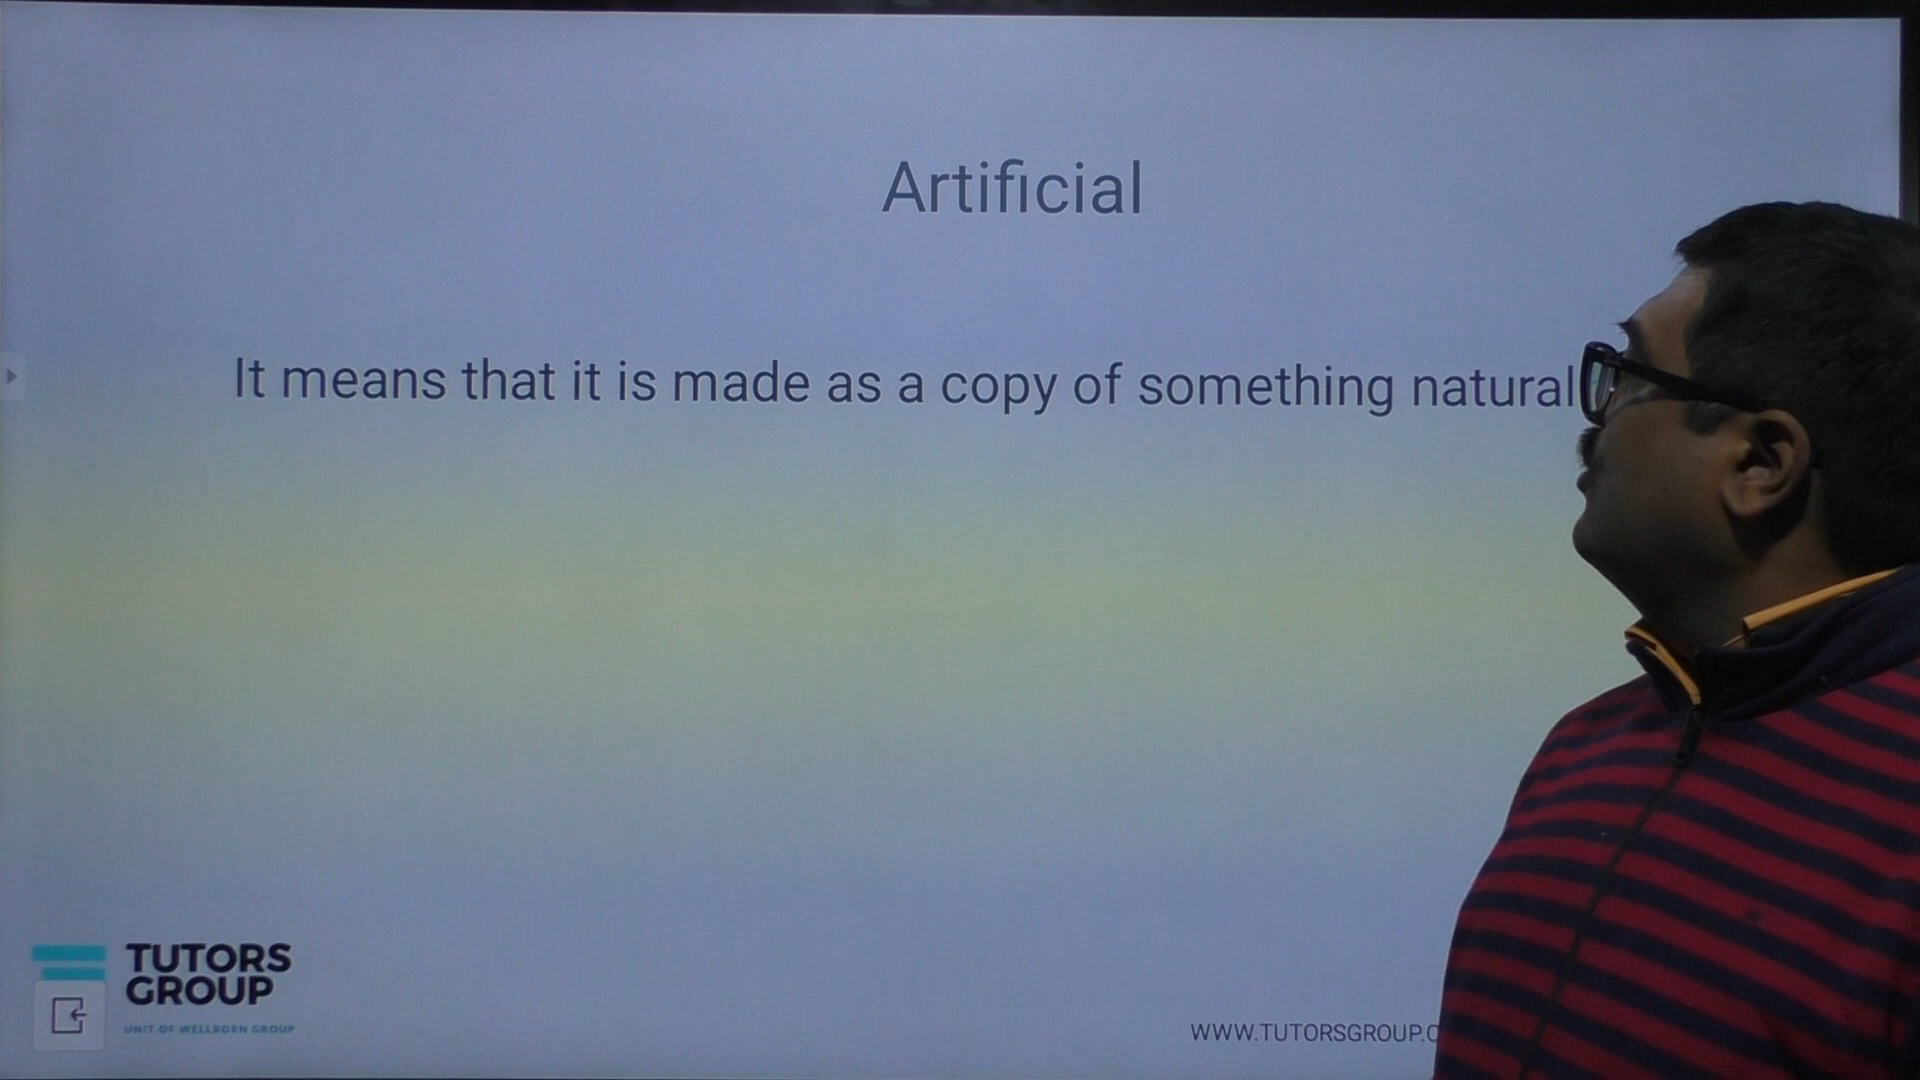 Artificial
It means that it is made as a copy of something natural
TUTORS
GROUP
UNIT OF WELLBORN GROUP
WWW.TUTORSGROUP.C